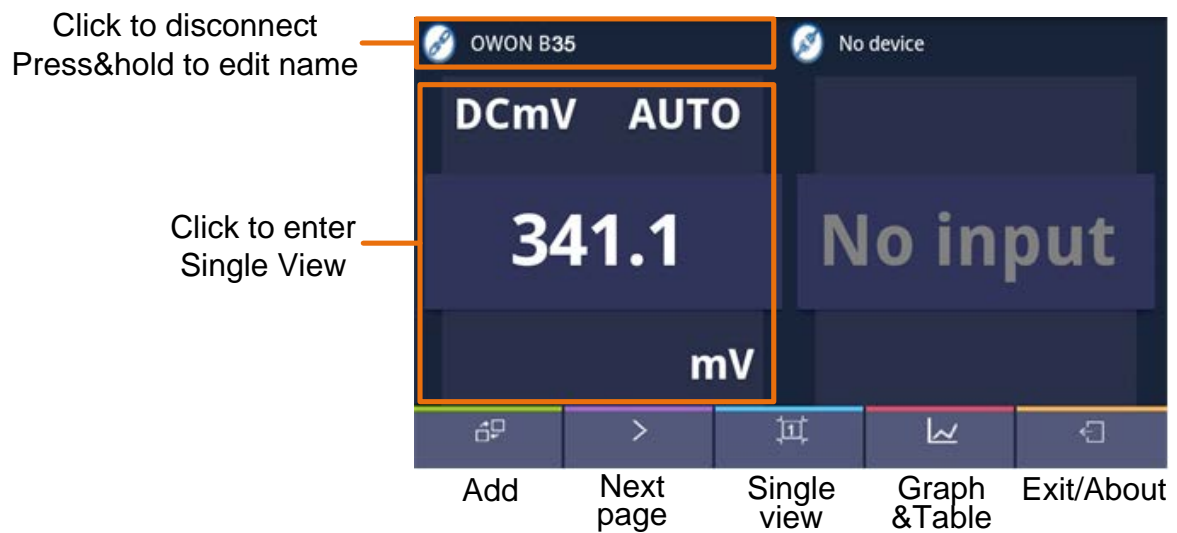 Click to disconnect
Press&hold to edit name
OWON B35
No device
DCmV AUTO
Click to enter
Single View
341.1
No input
mV
1
Add
Next
page
Single
view
Graph
&Table
Exit/About